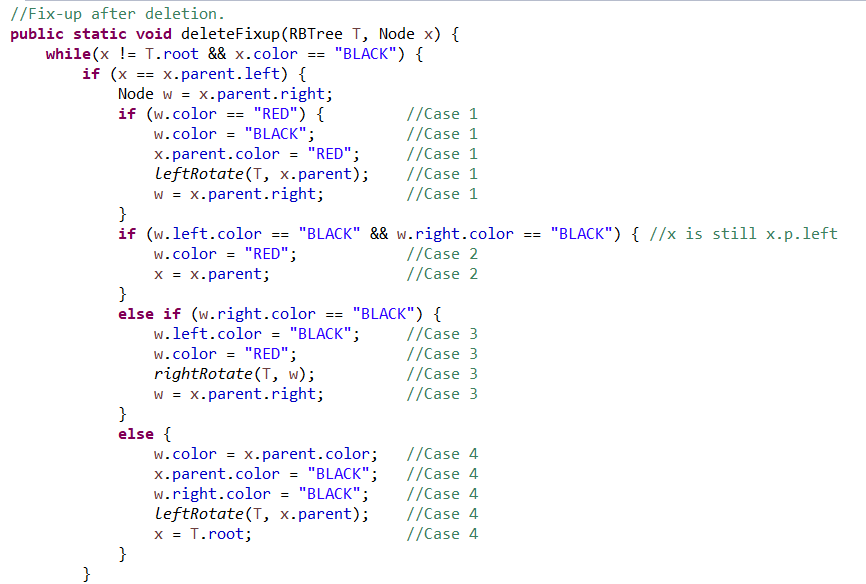 //Fix-up after deletion.
public static void deleteFixup(RBTree T, Node x) {
    while(x != T.root && x.color == "BLACK") {
        if (x == x.parent.left) {
            Node w = x.parent.right;
            if (w.color == "RED") {         //Case 1
                w.color = "BLACK";          //Case 1
                x.parent.color = "RED";     //Case 1
                leftRotate(T, x.parent);    //Case 1
                w = x.parent.right;         //Case 1
            }
            if (w.left.color == "BLACK" && w.right.color == "BLACK") { //x is still x.p.left
                w.color = "RED";            //Case 2
                x = x.parent;               //Case 2
            }
            else if (w.right.color == "BLACK") {
                w.left.color = "BLACK";     //Case 3
                w.color = "RED";            //Case 3
                rightRotate(T, w);          //Case 3
                w = x.parent.right;         //Case 3
            }
            else {
                w.color = x.parent.color;   //Case 4
                x.parent.color = "BLACK";   //Case 4
                w.right.color = "BLACK";    //Case 4
                leftRotate(T, x.parent);    //Case 4
                x = T.root;                 //Case 4
            }
        }